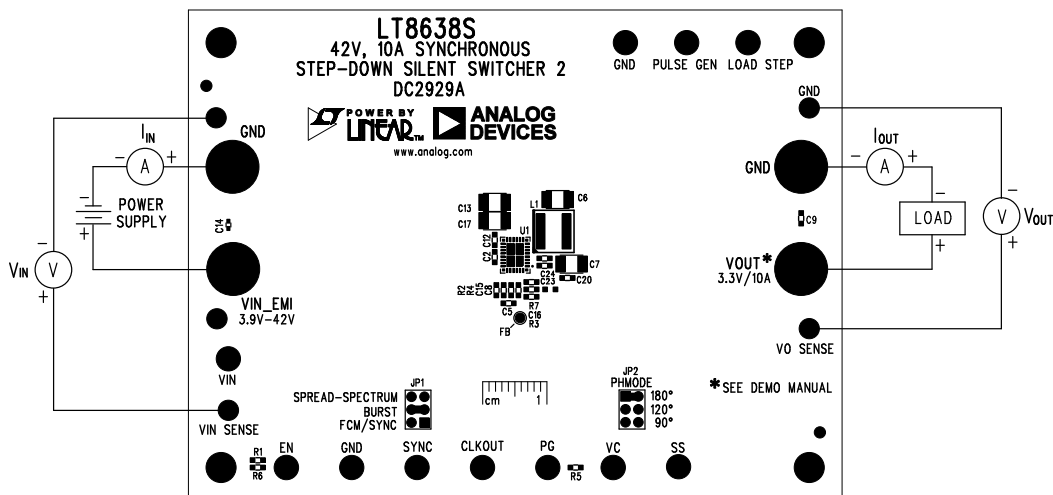 LT8638S
42V, 10A SYNCHRONOUS
STEP-DOWN SILENT SWITCHER 2
DC2929A
POWER BY
LINEAR™
ANALOG
DEVICES
www.analog.com
GND PULSE GEN LOAD STEP
GND
GND
GND
IIN
- A +
POWER
SUPPLY
-
+
C14
VIN
-
V
+
VIN_EMI
3.9V-42V
VIN
VIN SENSE
C13
C17
C12
C2
L1
C6
U1
C7
C24
C20
C23
R2
R4
C15
C8
R7
C5
C16
R3
FB
IOUT
- A +
-
LOAD
+
C9
-
V
+
VOUT
VOUT*
3.3V/10A
VO SENSE
JP1
SPREAD-SPECTRUM
BURST
FCM/SYNC
cm 1
JP2
PHMODE
180°
120°
90°
*SEE DEMO MANUAL
R1
R6
EN GND SYNC CLKOUT PG VC SS
R5